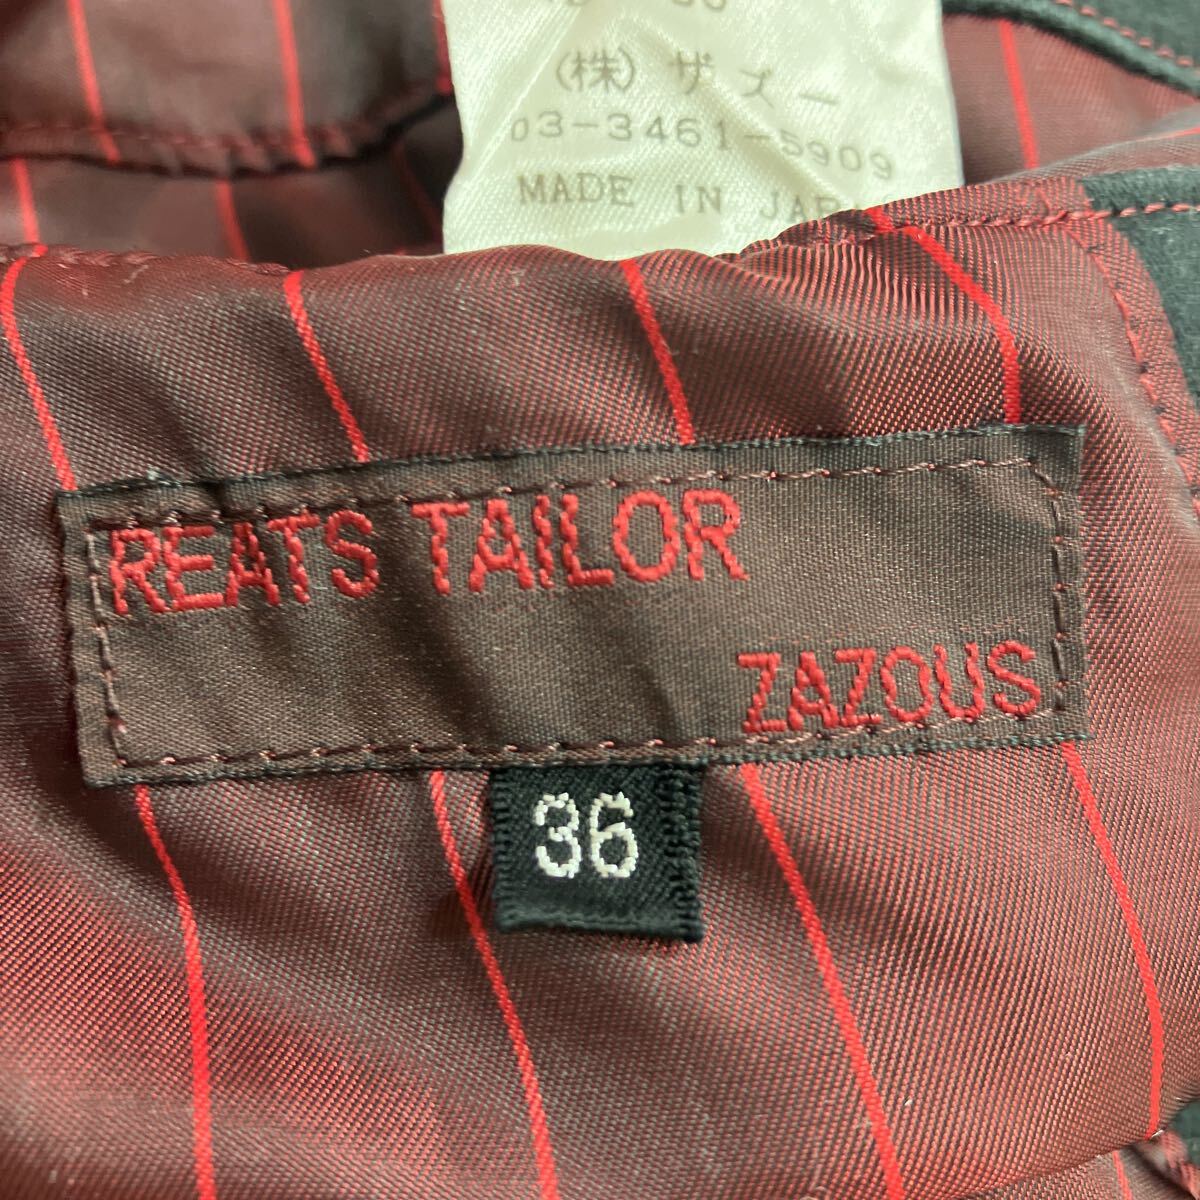 (株)ザズー
03-3461-5909
MADE IN JAPA
REATS TAILOR
ZAZOUS
36